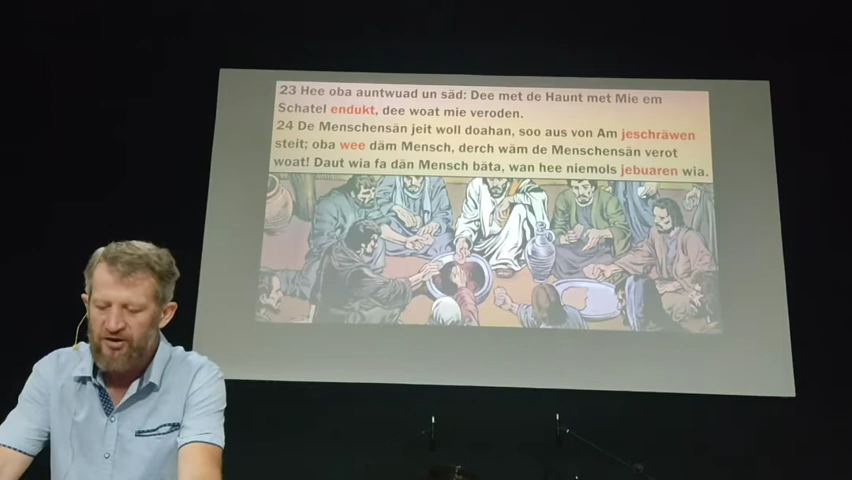 23 Hee oba auntwuad un säd: Dee met de Haunt met Mie em
Schatel endukt, dee woat mie veroden.
24 De Menschensän jeit woll doahan, soo aus von Am jeschräwen
steit; oba wee däm Mensch, derch wäm de Menschensän verot
woat! Daut wia fa dän Mensch bäta, wan hee niemols jebuaren wia.